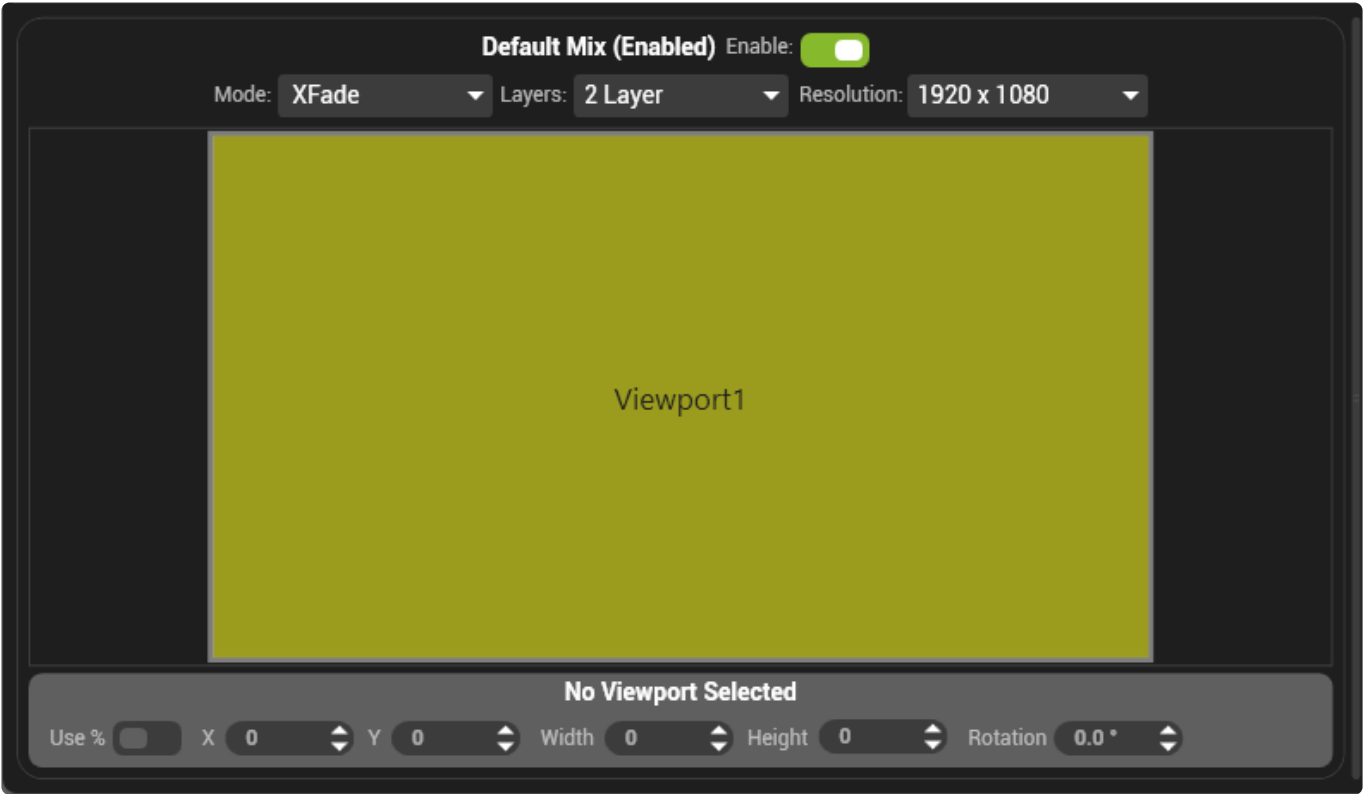 Default Mix (Enabled) Enable:
Mode: XFade Layers: 2 Layer Resolution: 1920 x 1080
Viewport1
No Viewport Selected
Use % X 0 Y 0 Width 0 Height 0 Rotation 0.0 °